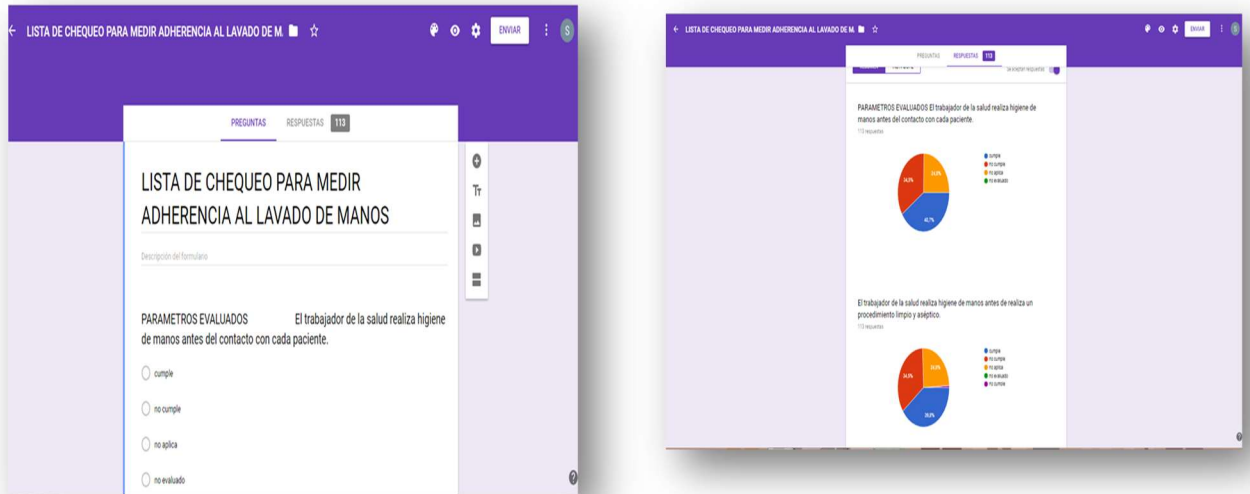 LISTA DE CHEQUEO PARA MEDIR ADHERENCIA AL LAVADO DE M.
ENVIAR
S
PREGUNTAS RESPUESTAS 113
LISTA DE CHEQUEO PARA MEDIR
ADHERENCIA AL LAVADO DE MANOS
Descripción del formulario
PARAMETROS EVALUADOS El trabajador de la salud realiza higiene
de manos antes del contacto con cada paciente.
cumple
no cumple
no aplica
no evaluado
LISTA DE CHEQUEO PARA MEDIR ADHERENCIA AL LAVADO DE M.
ENVIAR
S
PREGUNTAS RESPUESTAS 113
Se aceptan respuestas
PARAMETROS EVALUADOS El trabajador de la salud realiza higiene de
manos antes del contacto con cada paciente.
113 respuestas
cumple
no cumple
no aplica
no evaluado
40,7%
El trabajador de la salud realiza higiene de manos antes de realiza un
procedimiento limpio y aséptico.
113 respuestas
cumple
no cumple
no aplica
no evaluado
no cumple